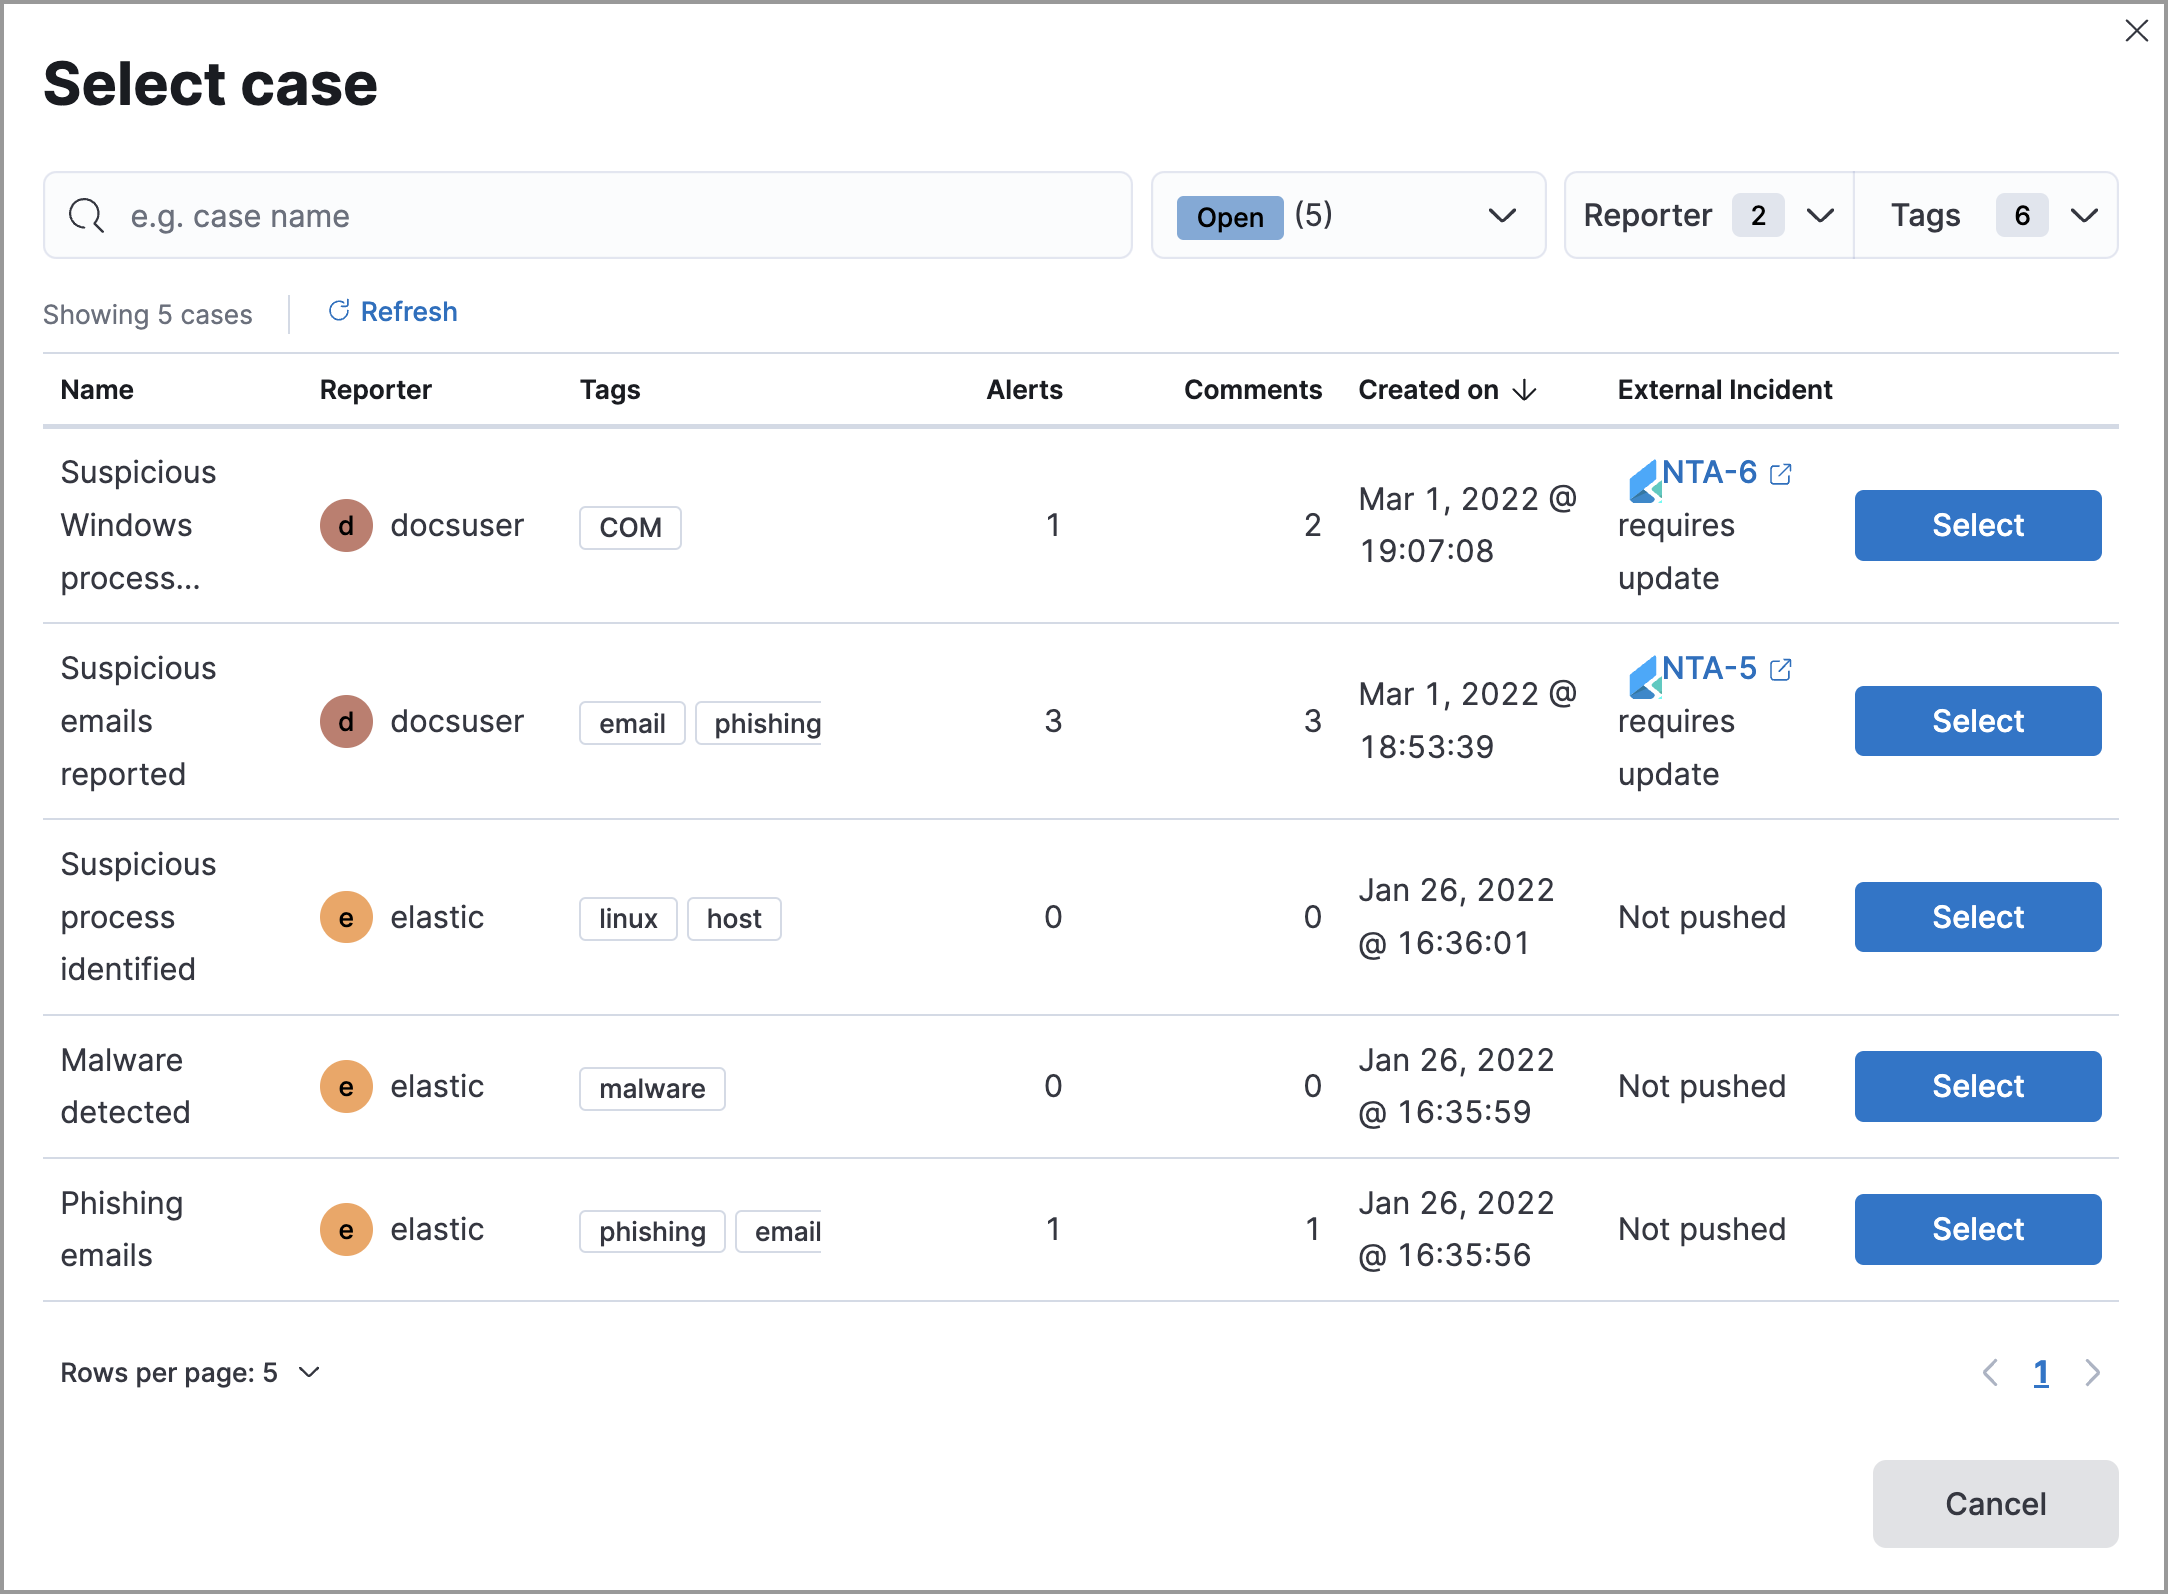 Select case
e.g. case name
Open (5)
Reporter 2
Tags 6
Showing 5 cases
Refresh
Name Reporter Tags Alerts Comments Created on External Incident
Suspicious
Windows
process...
d docsuser COM 1 2
Mar 1, 2022 @
19:07:08
NTA-6
requires
update
Select
Suspicious
emails
reported
d docsuser email phishing 3 3
Mar 1, 2022 @
18:53:39
NTA-5
requires
update
Select
Suspicious
process
identified
e elastic linux host 0 0
Jan 26, 2022
@ 16:36:01
Not pushed
Select
Malware
detected
e elastic malware 0 0
Jan 26, 2022
@ 16:35:59
Not pushed
Select
Phishing
emails
e elastic phishing email 1 1
Jan 26, 2022
@ 16:35:56
Not pushed
Select
Rows per page: 5
1
Cancel